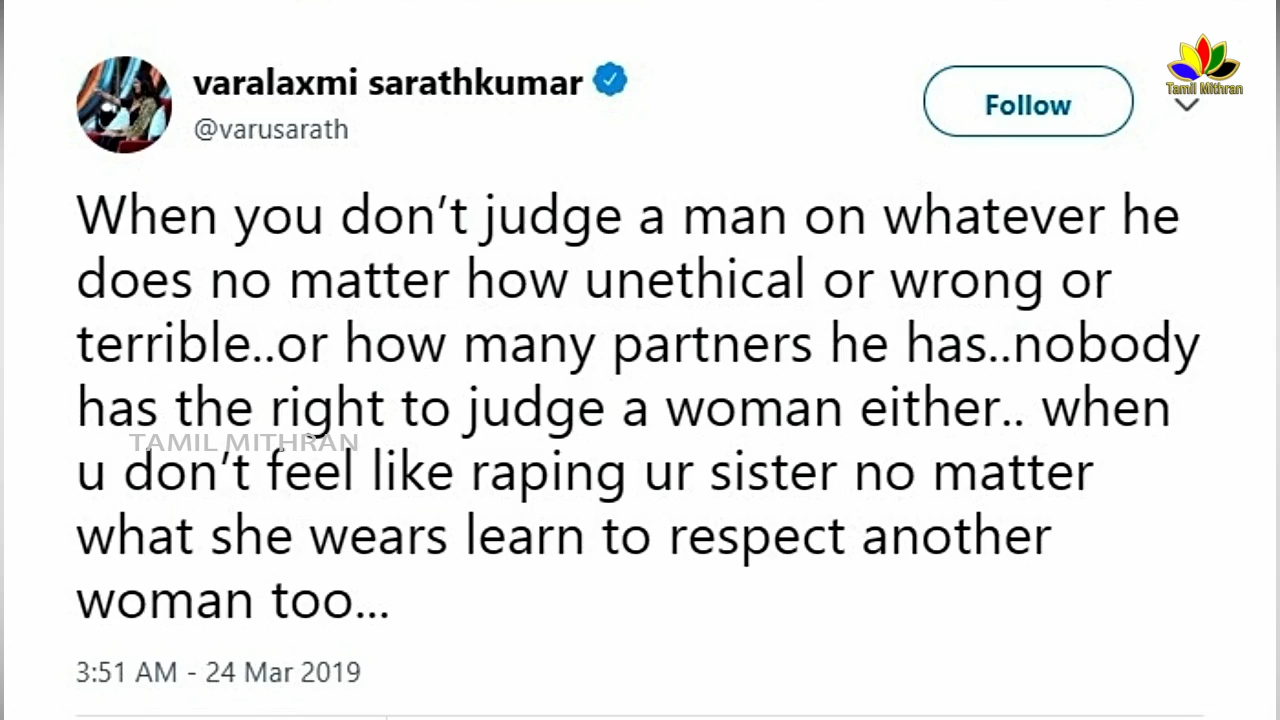 varalaxmi sarathkumar
@varusarath
Follow
Tamil Mithran
When you don’t judge a man on whatever he
does no matter how unethical or wrong or
terrible..or how many partners he has..nobody
has the right to judge a woman either.. when
TAMIL MITHRAN
u don’t feel like raping ur sister no matter
what she wears learn to respect another
woman too...
3:51 AM - 24 Mar 2019